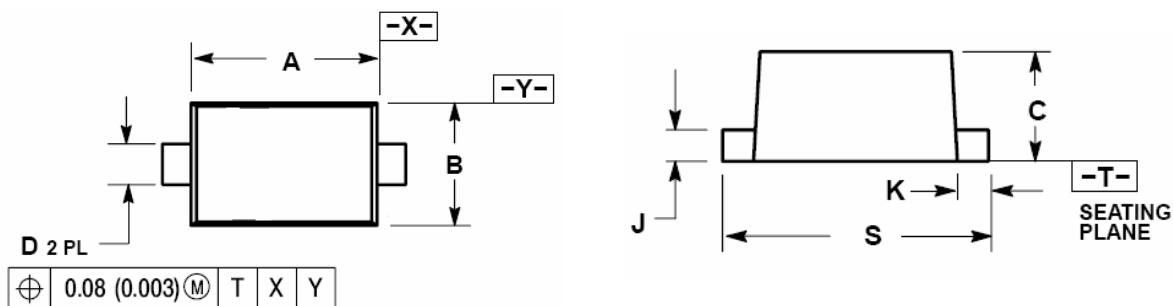 -X-
A
-Y-
B
D 2 PL
⌖ 0.08 (0.003) Ⓜ T X Y
C
K
-T-
J
S
SEATING
PLANE